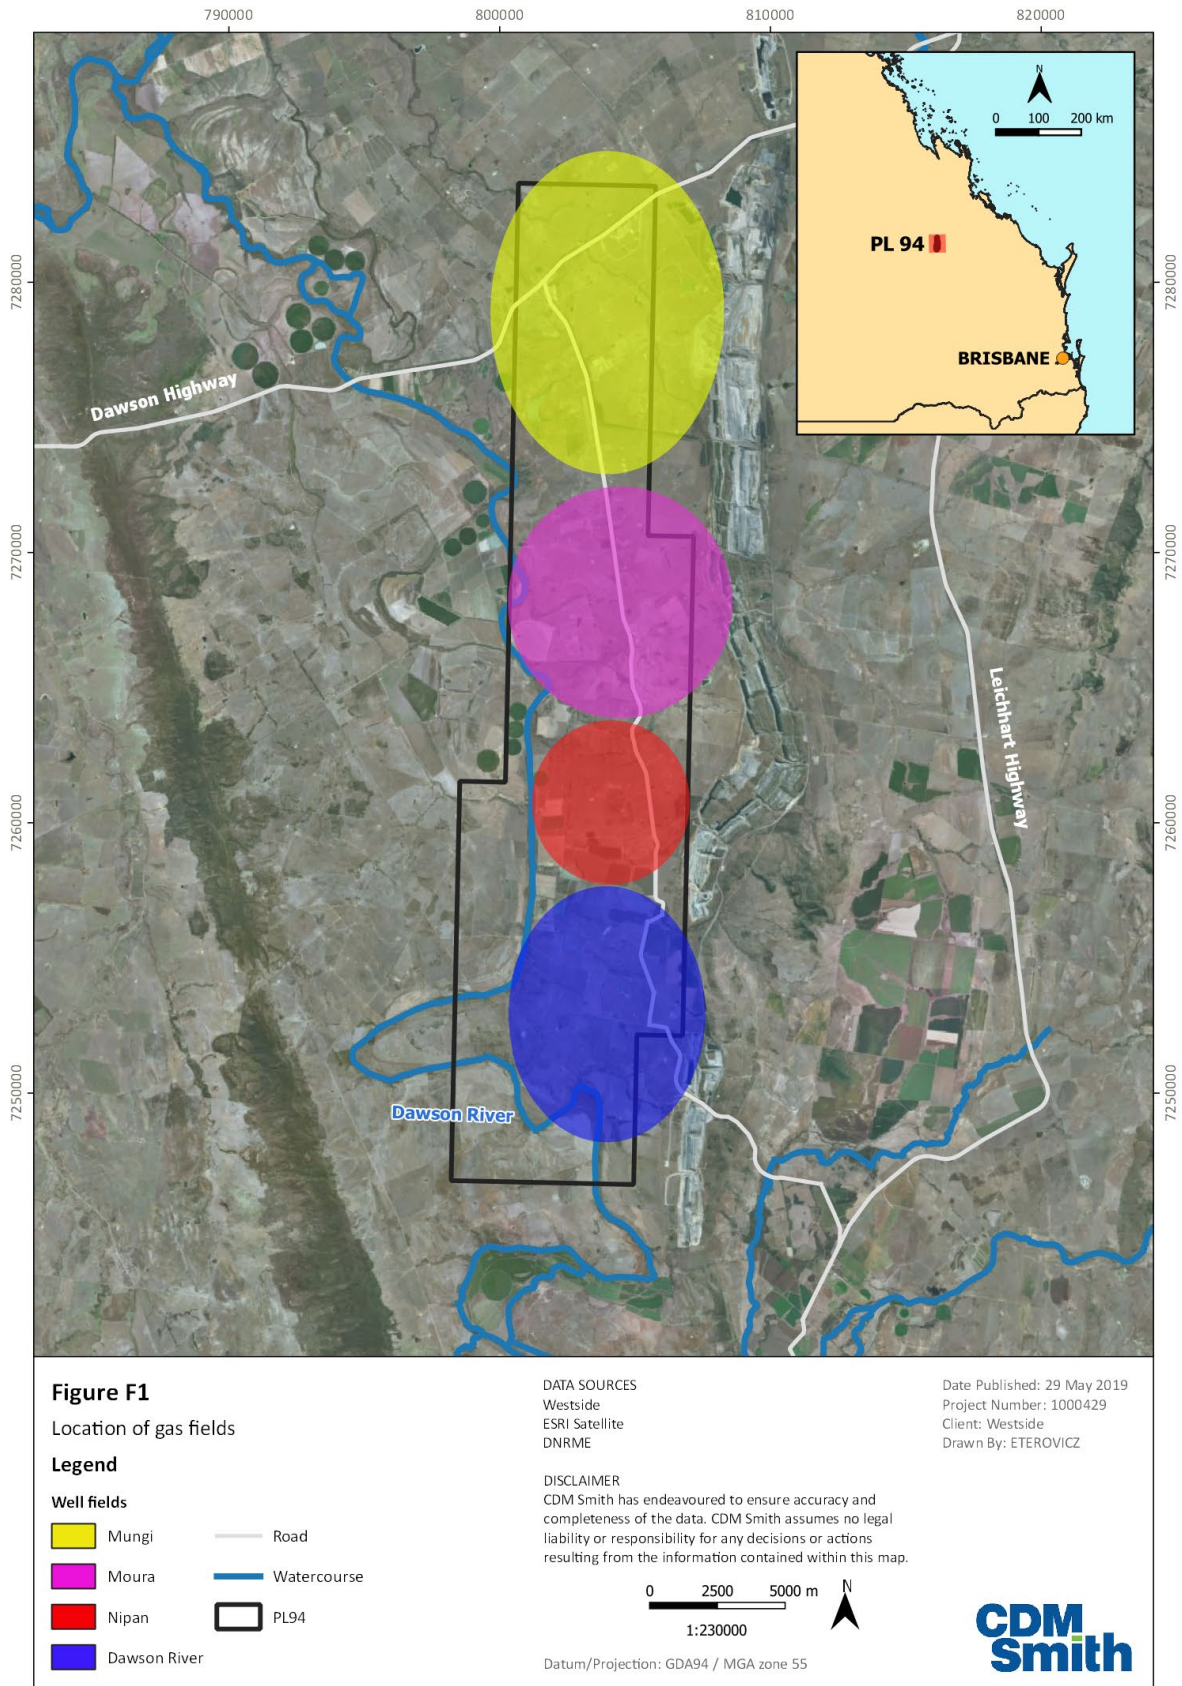 790000
800000
810000
820000
N
0 100 200 km
PL 94
BRISBANE
7280000
7280000
Dawson Highway
7270000
7270000
Leichhart Highway
7260000
7260000
7250000
7250000
Dawson River
Figure F1
Location of gas fields
Legend
Well fields
Mungi
Moura
Nipan
Dawson River
Road
Watercourse
PL94
DATA SOURCES
Westside
ESRI Satellite
DNRME
DISCLAIMER
CDM Smith has endeavoured to ensure accuracy and
completeness of the data. CDM Smith assumes no legal
liability or responsibility for any decisions or actions
resulting from the information contained within this map.
0 2500 5000 m
N
1:230000
Datum/Projection: GDA94 / MGA zone 55
Date Published: 29 May 2019
Project Number: 1000429
Client: Westside
Drawn By: ETEROVICZ
CDM
Smith